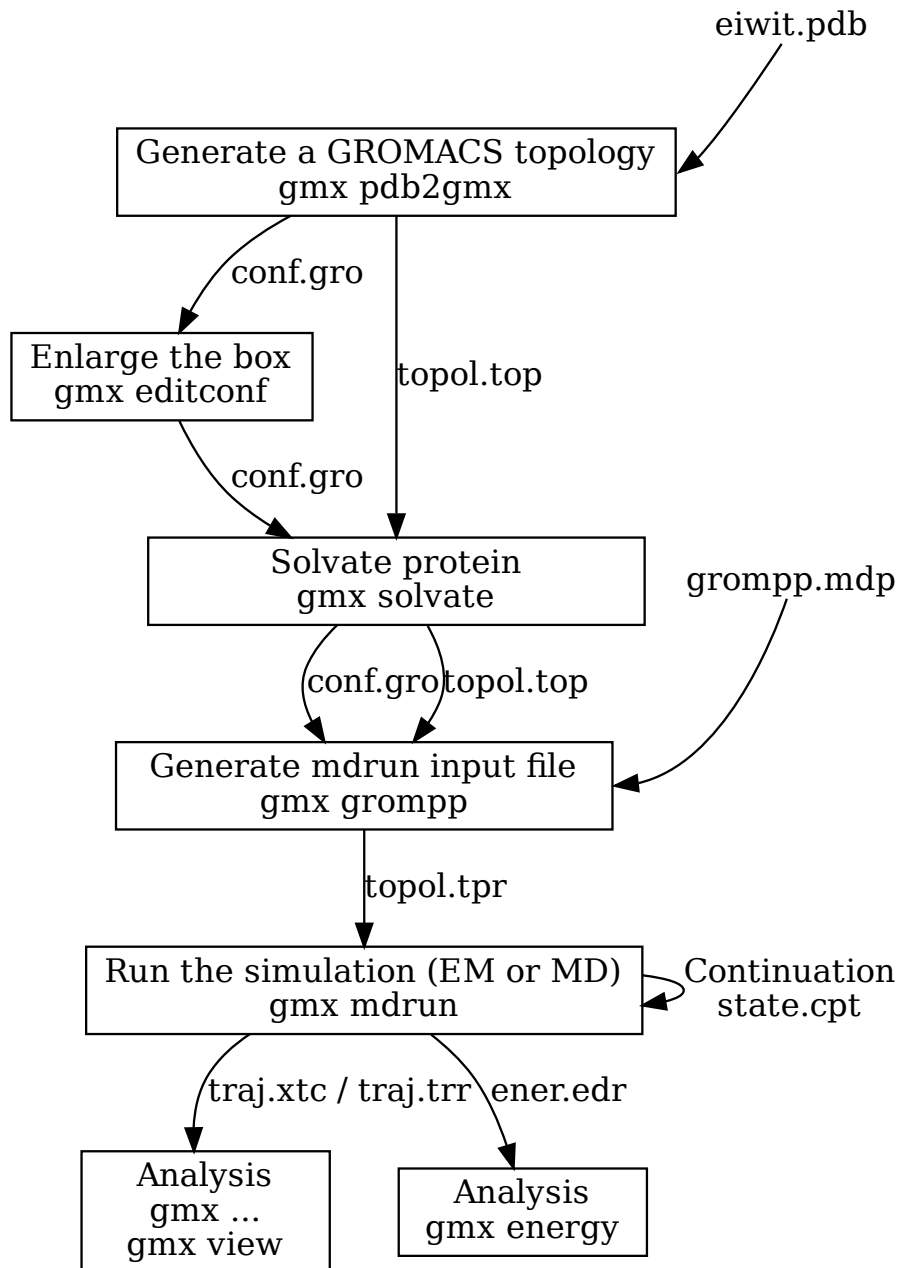 eiwit.pdb
Generate a GROMACS topology
gmx pdb2gmx
conf.gro
Enlarge the box
gmx editconf
topol.top
conf.gro
Solvate protein
gmx solvate
grompp.mdp
conf.gro
topol.top
Generate mdrun input file
gmx grompp
topol.tpr
Run the simulation (EM or MD)
gmx mdrun
Continuation
state.cpt
traj.xtc / traj.trr
ener.edr
Analysis
gmx ...
gmx view
Analysis
gmx energy